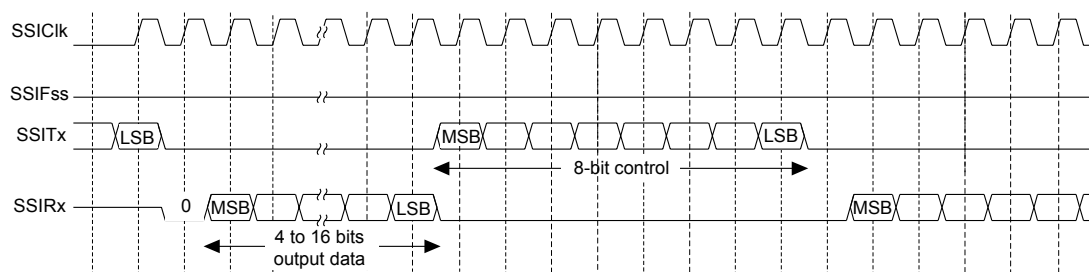 SSIClk
SSIFss
SSITx LSB MSB LSB
8-bit control
SSIRx 0 MSB LSB MSB
4 to 16 bits
output data